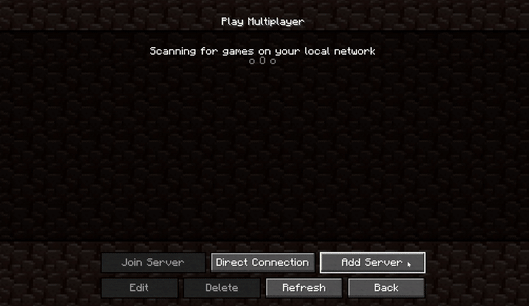 Play Multiplayer
Scanning for games on your local network
o O o
Join Server Direct Connection Add Server
Edit Delete Refresh Back